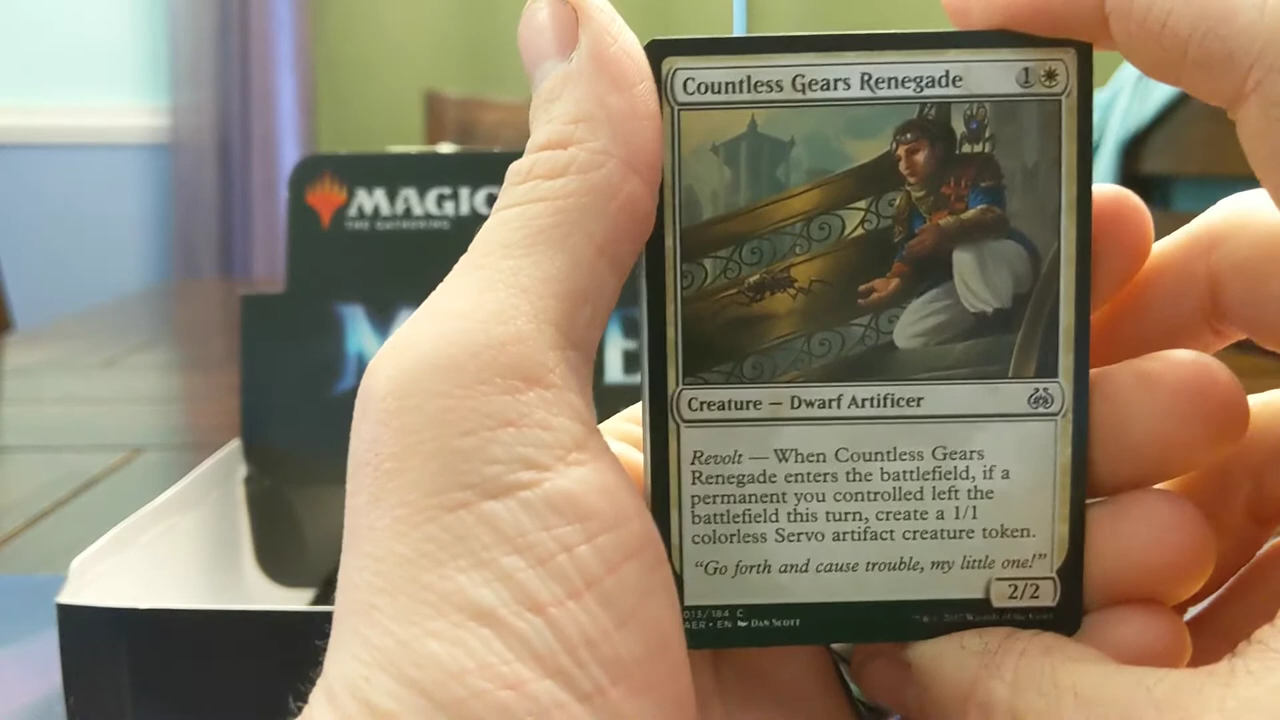 MAGIC
THE GATHERING
Countless Gears Renegade 1
Creature — Dwarf Artificer
Revolt — When Countless Gears
Renegade enters the battlefield, if a
permanent you controlled left the
battlefield this turn, create a 1/1
colorless Servo artifact creature token.
“Go forth and cause trouble, my little one!”
2/2
013/184 C
AER • EN DAN SCOTT